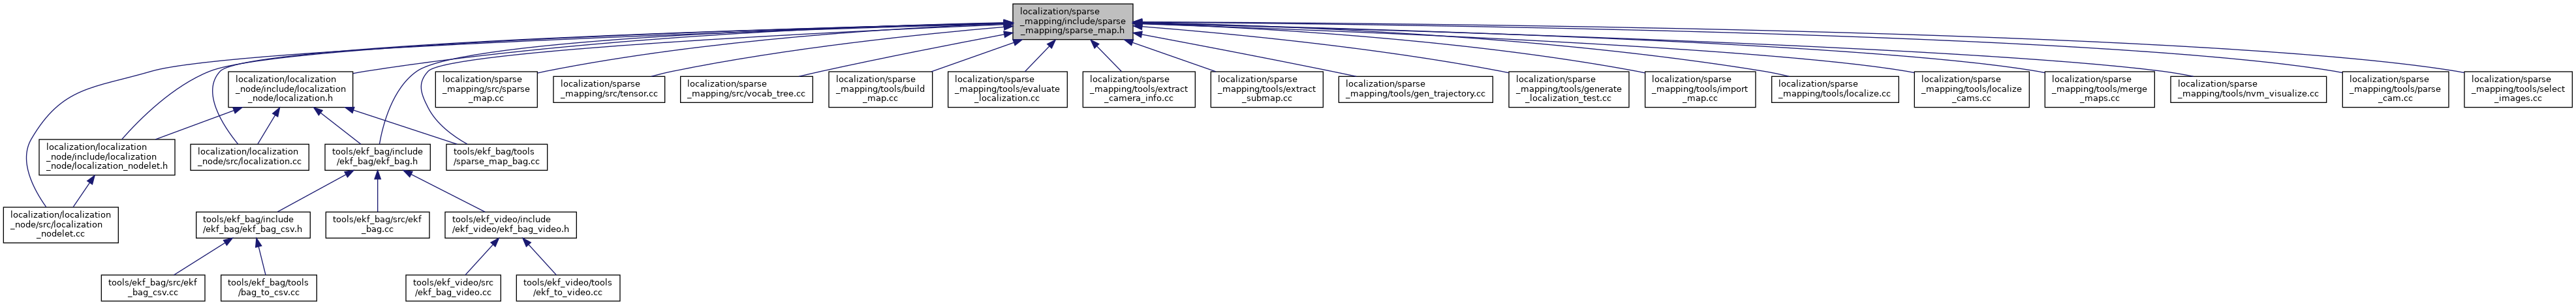 localization/sparse
_mapping/include/sparse
_mapping/sparse_map.h
localization/localization
_node/include/localization
_node/localization.h
localization/sparse
_mapping/src/sparse
_map.cc
localization/sparse
_mapping/src/tensor.cc
localization/sparse
_mapping/src/vocab_tree.cc
localization/sparse
_mapping/tools/build
_map.cc
localization/sparse
_mapping/tools/evaluate
_localization.cc
localization/sparse
_mapping/tools/extract
_camera_info.cc
localization/sparse
_mapping/tools/extract
_submap.cc
localization/sparse
_mapping/tools/gen_trajectory.cc
localization/sparse
_mapping/tools/generate
_localization_test.cc
localization/sparse
_mapping/tools/import
_map.cc
localization/sparse
_mapping/tools/localize.cc
localization/sparse
_mapping/tools/localize
_cams.cc
localization/sparse
_mapping/tools/merge
_maps.cc
localization/sparse
_mapping/tools/nvm_visualize.cc
localization/sparse
_mapping/tools/parse
_cam.cc
localization/sparse
_mapping/tools/select
_images.cc
localization/localization
_node/include/localization
_node/localization_nodelet.h
localization/localization
_node/src/localization.cc
tools/ekf_bag/include
/ekf_bag/ekf_bag.h
tools/ekf_bag/tools
/sparse_map_bag.cc
localization/localization
_node/src/localization
_nodelet.cc
tools/ekf_bag/include
/ekf_bag/ekf_bag_csv.h
tools/ekf_bag/src/ekf
_bag.cc
tools/ekf_video/include
/ekf_video/ekf_bag_video.h
tools/ekf_bag/src/ekf
_bag_csv.cc
tools/ekf_bag/tools
/bag_to_csv.cc
tools/ekf_video/src
/ekf_bag_video.cc
tools/ekf_video/tools
/ekf_to_video.cc